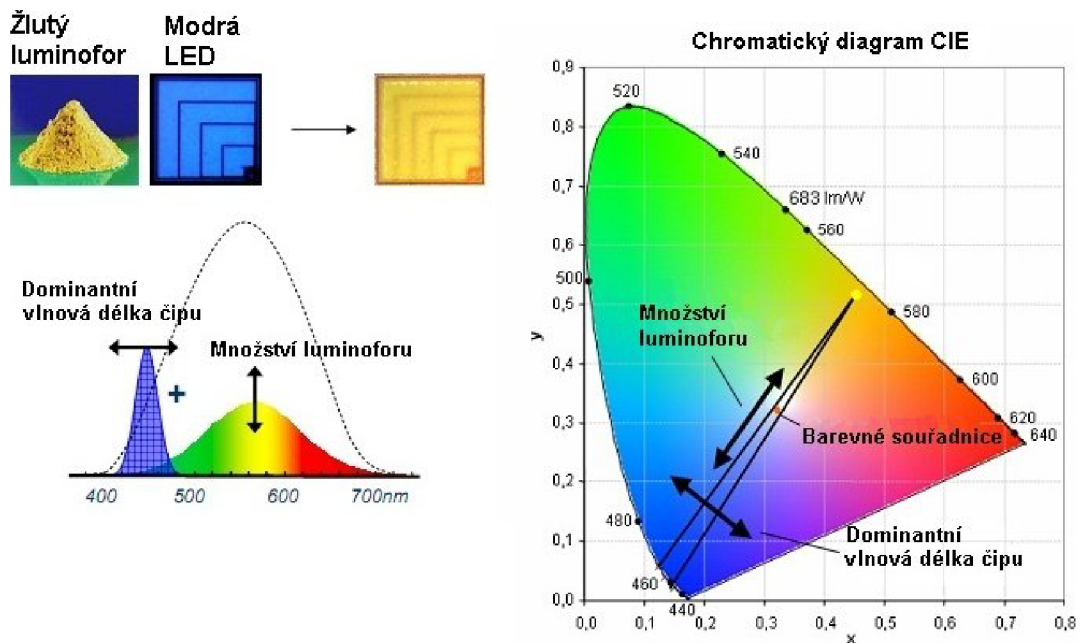 Žlutý
luminofor
Modrá
LED
Dominantní
vlnová délka čipu
Množství luminoforu
+
400 500 600 700nm
Chromatický diagram CIE
0,9
0,8
0,7
0,6
0,5
0,4
0,3
0,2
0,1
0,0
y
520
540
683 lm/W
560
500
580
600
620
640
480
460
440
Množství
luminoforu
Barevné souřadnice
Dominantní
vlnová délka čipu
0,0 0,1 0,2 0,3 0,4 0,5 0,6 0,7 0,8
x